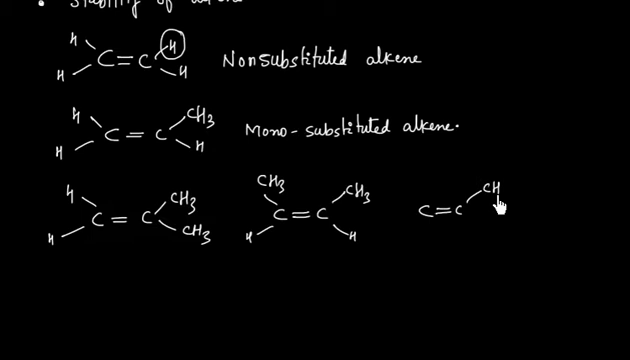 • Stability of alkene
H H
C = C
H H Nonsubstituted alkene
H CH3
C = C Mono-substituted alkene.
H H
H CH3 CH3 CH3 CH
C = C C = C C = C
H CH3 H H